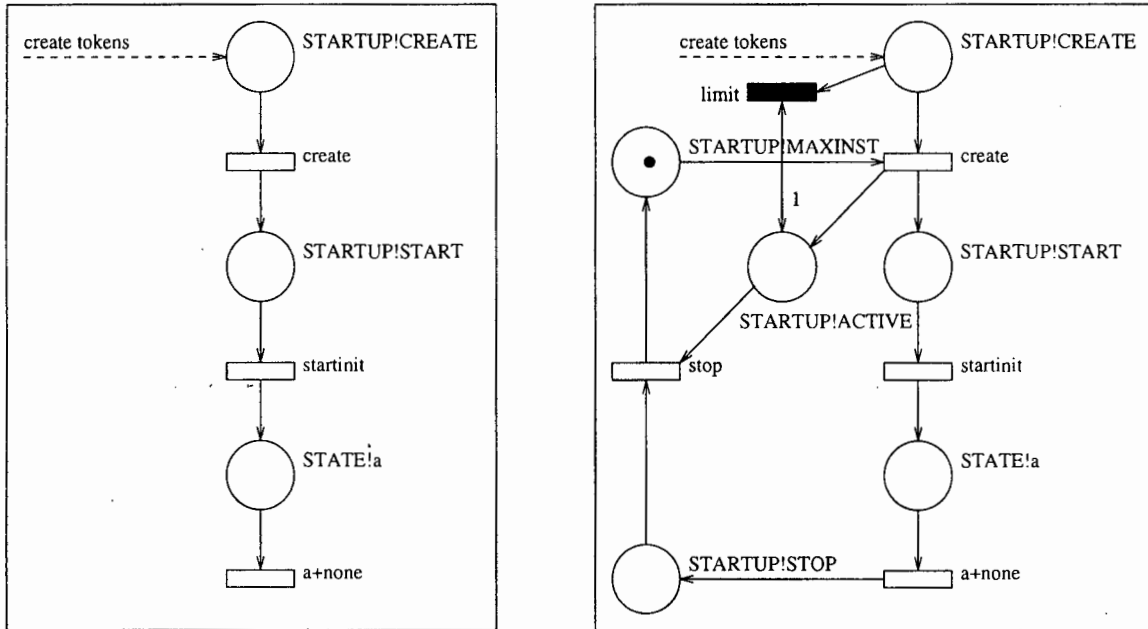 create tokens
STARTUP!CREATE
create
STARTUP!START
startinit
STATE!a
a+none
create tokens
STARTUP!CREATE
limit
STARTUP!MAXINST
create
1
STARTUP!START
STARTUP!ACTIVE
stop
startinit
STATE!a
STARTUP!STOP
a+none